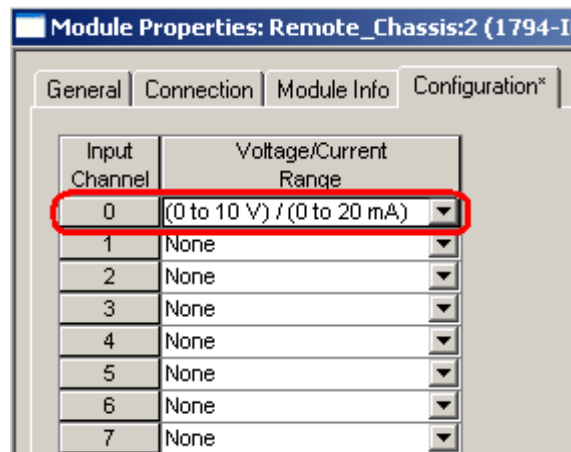 Module Properties: Remote_Chassis:2 (1794-I
General Connection Module Info Configuration*
Input Channel Voltage/Current Range
0 (0 to 10 V) / (0 to 20 mA)
1 None
2 None
3 None
4 None
5 None
6 None
7 None